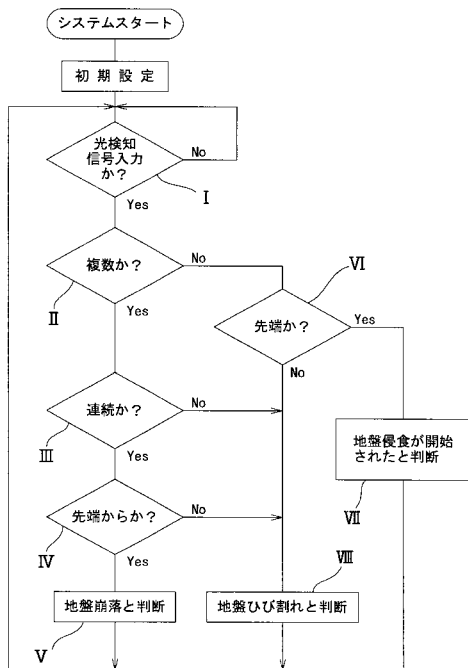 システムスタート
初期設定
光検知
信号入力
か？
No
I
Yes
複数か？
No
II
Yes
VI
先端か？
Yes
No
連続か？
No
III
Yes
地盤侵食が開始
されたと判断
VII
先端からか？
No
IV
Yes
VIII
地盤崩落と判断
地盤ひび割れと判断
V